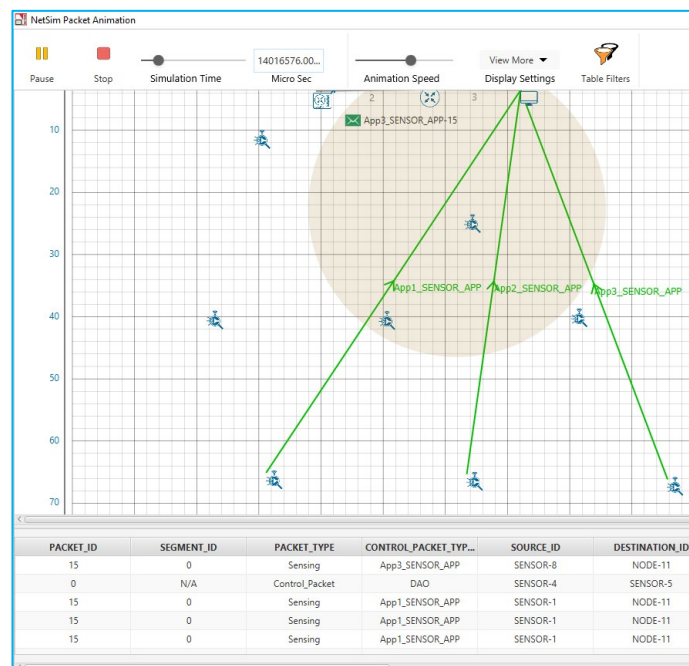 NetSim Packet Animation
14016576.00...
View More
Pause Stop Simulation Time Micro Sec Animation Speed Display Settings Table Filters
2 3
App3_SENSOR_APP-15
10
20
30
App1_SENSOR_APP App2_SENSOR_APP App3_SENSOR_APP
40
50
60
70
PACKET_ID SEGMENT_ID PACKET_TYPE CONTROL_PACKET_TYP... SOURCE_ID DESTINATION_ID
15 0 Sensing App3_SENSOR_APP SENSOR-8 NODE-11
0 N/A Control_Packet DAO SENSOR-4 SENSOR-5
15 0 Sensing App1_SENSOR_APP SENSOR-1 NODE-11
15 0 Sensing App1_SENSOR_APP SENSOR-1 NODE-11
15 0 Sensing App1_SENSOR_APP SENSOR-1 NODE-11